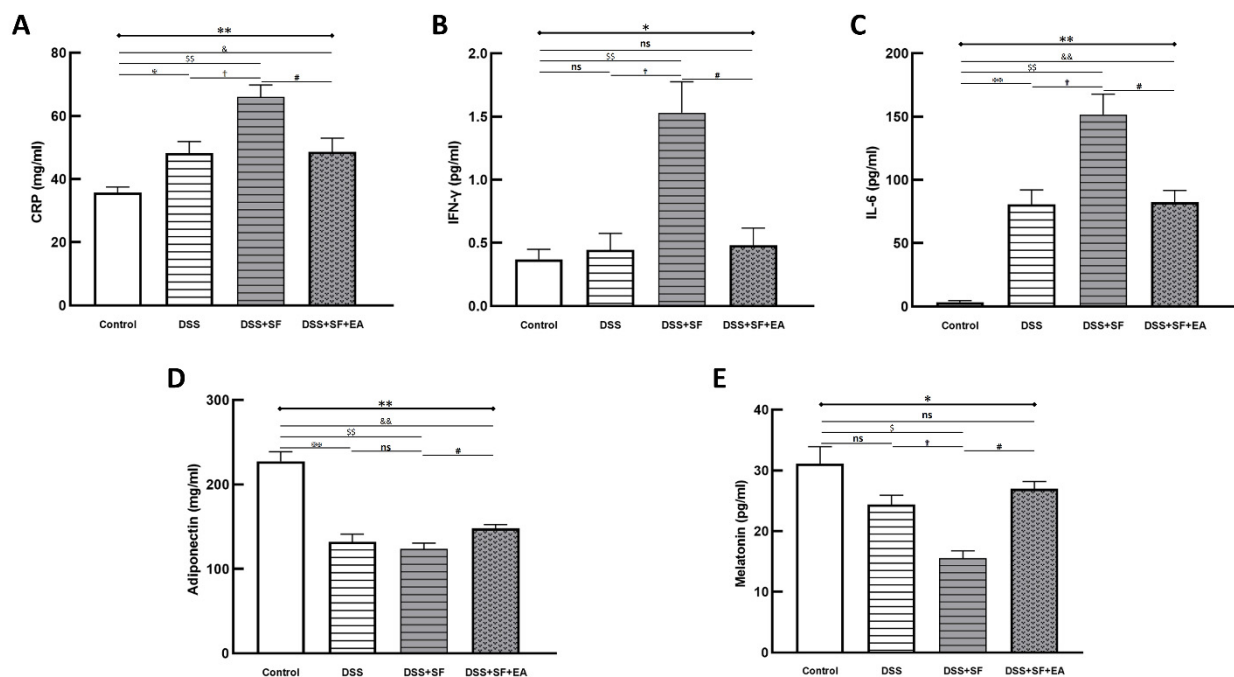 A
**
&
$$
*
†
#
80
60
40
20
0
CRP (mg/ml)
Control
DSS
DSS+SF
DSS+SF+EA
B
*
ns
$$
ns
†
#
2.0
1.5
1.0
0.5
0.0
IFN-γ (pg/ml)
Control
DSS
DSS+SF
DSS+SF+EA
C
**
&&
$$
**
†
#
200
150
100
50
0
IL-6 (pg/ml)
Control
DSS
DSS+SF
DSS+SF+EA
D
**
&&
$$
**
ns
#
300
200
100
0
Adiponectin (mg/ml)
Control
DSS
DSS+SF
DSS+SF+EA
E
*
ns
$
ns
†
#
40
30
20
10
0
Melatonin (pg/ml)
Control
DSS
DSS+SF
DSS+SF+EA